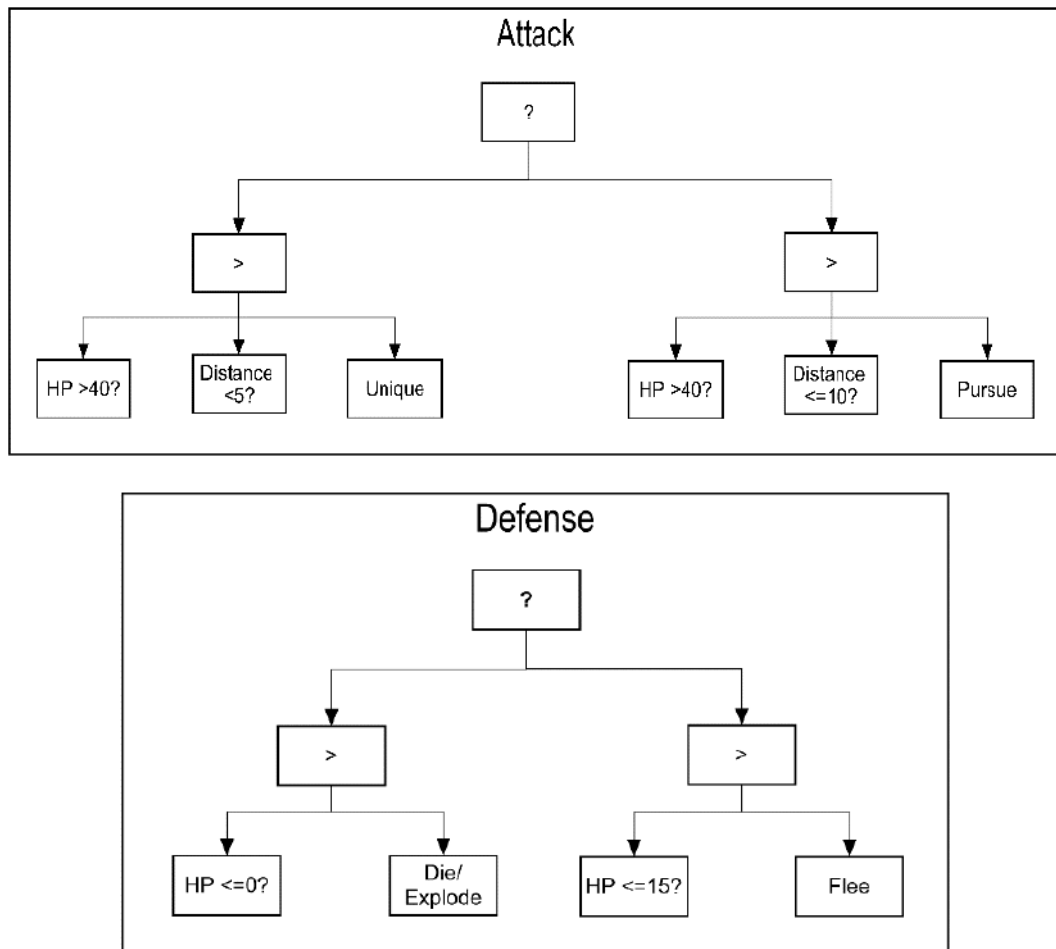 Attack
?
>
>
HP >40?
Distance
<5?
Unique
HP >40?
Distance
<=10?
Pursue
Defense
?
>
>
HP <=0?
Die/
Explode
HP <=15?
Flee